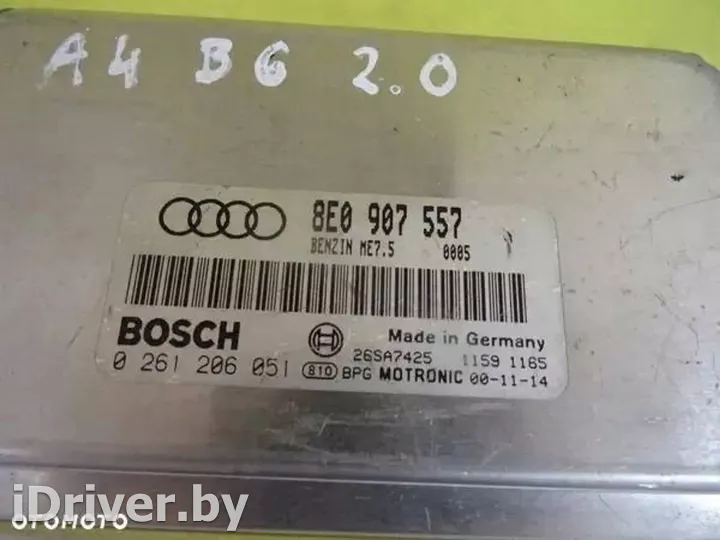 A4 B6 2.0
8E0 907 557
BENZIN ME7.5 0005
BOSCH
Made in Germany
0 261 206 051
26SA7425 1159 1165
810 BPG MOTRONIC 00-11-14
iDriver.by
OTOMOTO